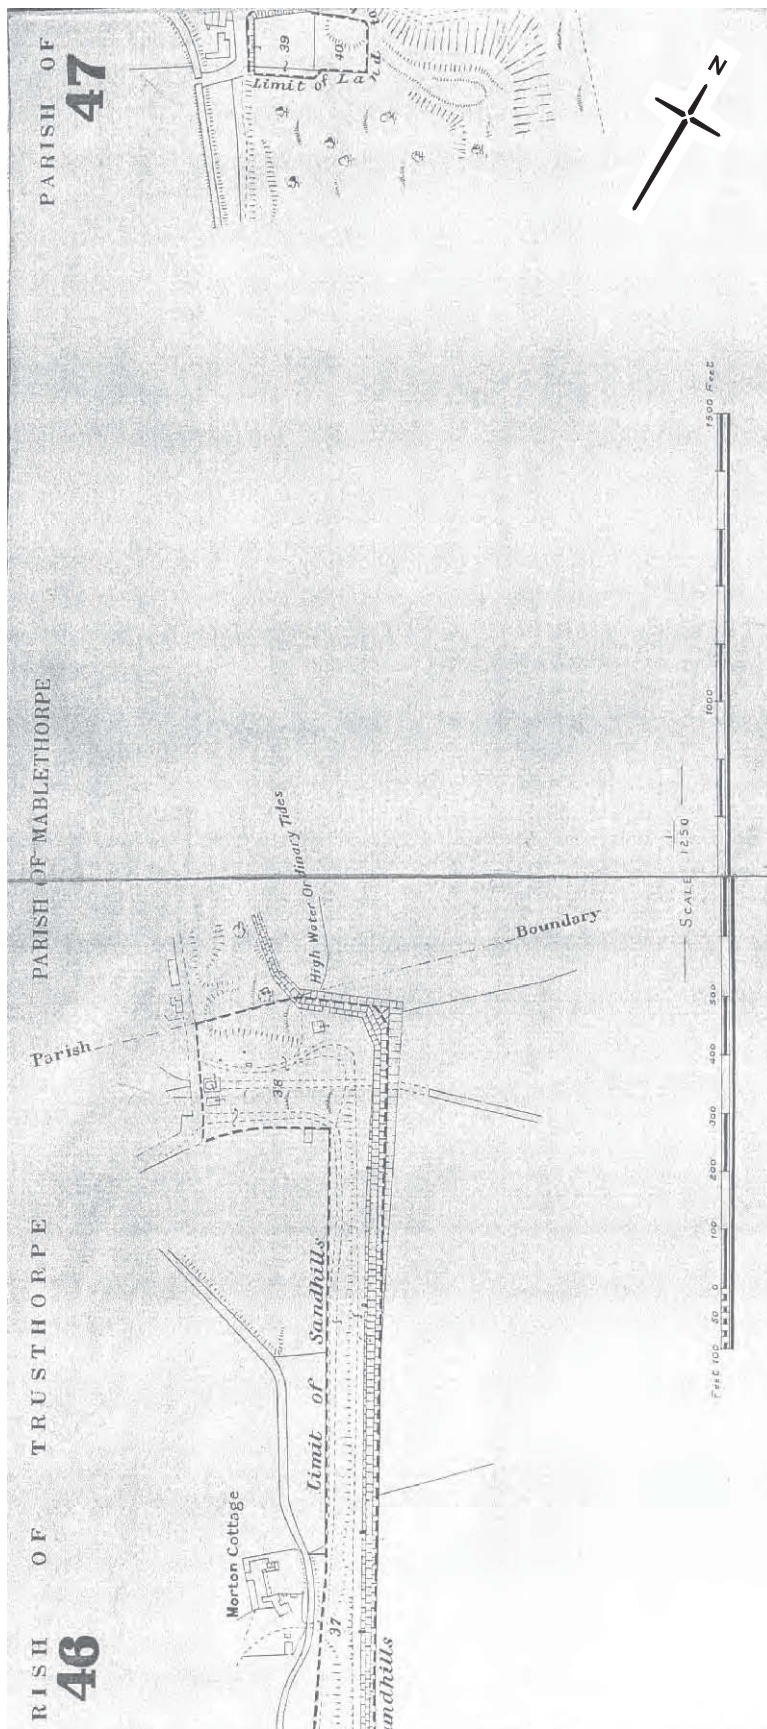 PARISH OF
47
39
40
Limit of La
nd
to
N
1500 Feet
1000
SCALE 1/1250
500
400
300
200
100
0
50
Feet 100
PARISH OF MABLETHORPE
High Water Ordinary Tides
Parish
Boundary
38
RISH OF TRUSTHORPE
46
Limit of Sandhills
Morton Cottage
37
ndhills